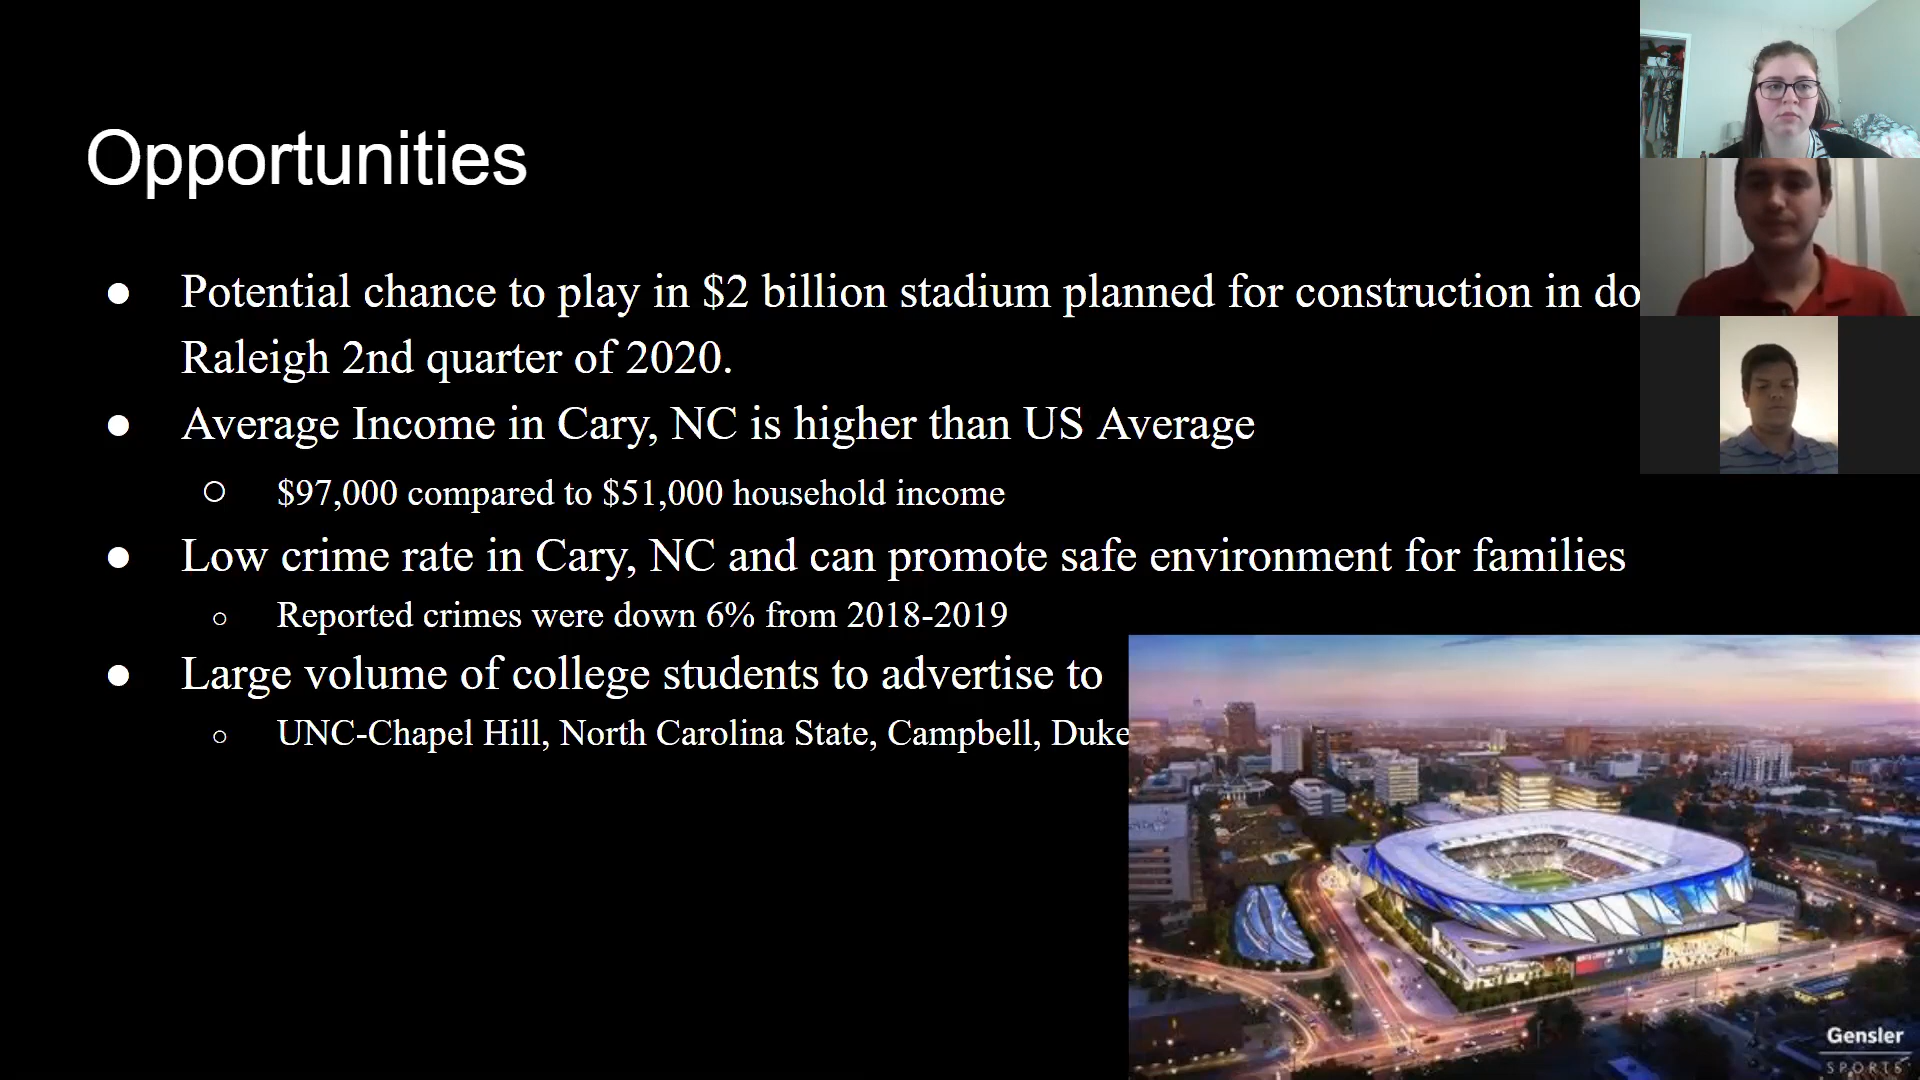 Opportunities
● Potential chance to play in $2 billion stadium planned for construction in do
Raleigh 2nd quarter of 2020.
● Average Income in Cary, NC is higher than US Average
○ $97,000 compared to $51,000 household income
● Low crime rate in Cary, NC and can promote safe environment for families
○ Reported crimes were down 6% from 2018-2019
● Large volume of college students to advertise to
○ UNC-Chapel Hill, North Carolina State, Campbell, Duke
Gensler
SPORTS